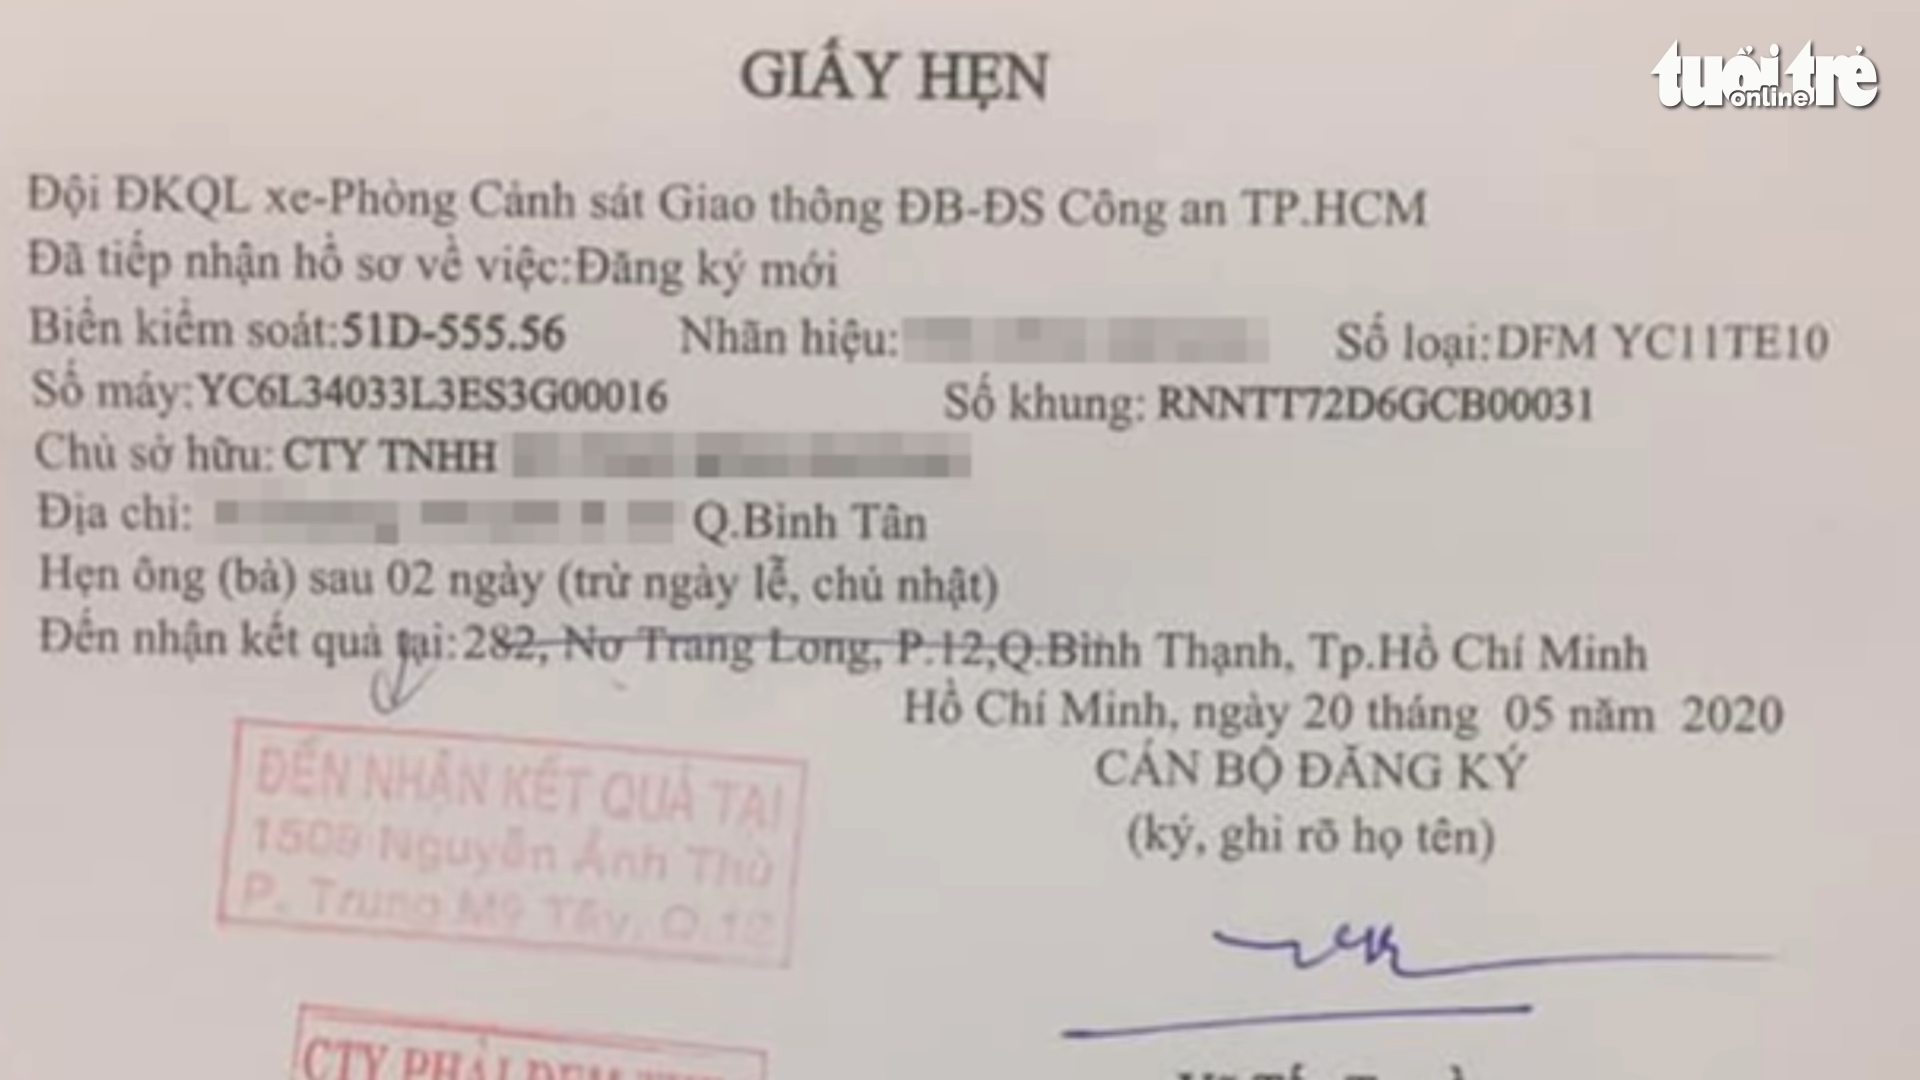 GIẤY HẸN
tuổi trẻ
online
Đội ĐKQL xe-Phòng Cảnh sát Giao thông ĐB-ĐS Công an TP.HCM
Đã tiếp nhận hồ sơ về việc:Đăng ký mới
Biển kiểm soát:51D-555.56 Nhãn hiệu: Số loại:DFM YC11TE10
Số máy:YC6L34033L3ES3G00016 Số khung: RNNTT72D6GCB00031
Chủ sở hữu: CTY TNHH
Địa chỉ: Q.Bình Tân
Hẹn ông (bà) sau 02 ngày (trừ ngày lễ, chủ nhật)
Đến nhận kết quả tại:282, Nơ Trang Long, P.12,Q.Bình Thạnh, Tp.Hồ Chí Minh
Hồ Chí Minh, ngày 20 tháng 05 năm 2020
CÁN BỘ ĐĂNG KÝ
(ký, ghi rõ họ tên)
ĐẾN NHẬN KẾT QUẢ TẠI
1509 Nguyễn Ảnh Thủ
P. Trung Mỹ Tây, Q.12
CTY PHẢI ĐEM